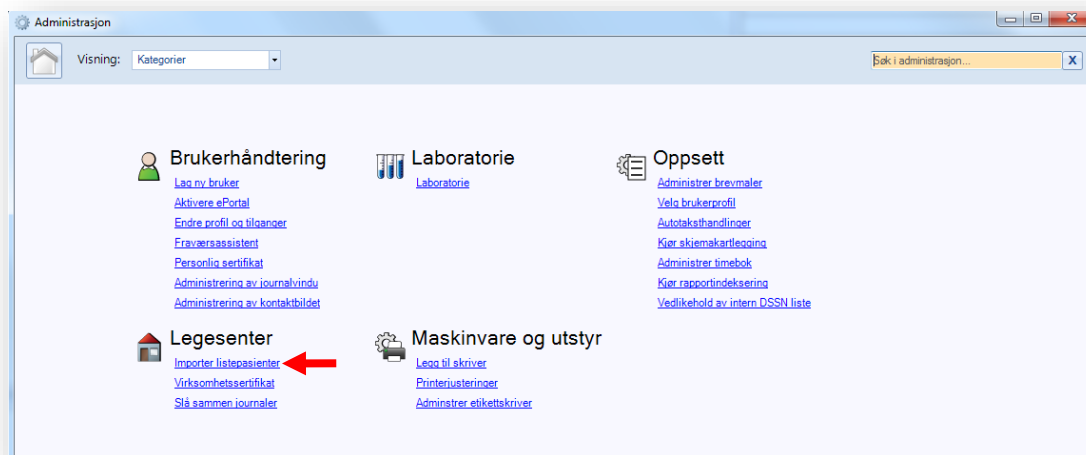 Administrasjon
Visning: Kategorier
Søk i administrasjon...
X
Brukerhåndtering
Lag ny bruker
Aktivere ePortal
Endre profil og tilganger
Fraværsassistent
Personlig sertifikat
Administrering av journalvindu
Administrering av kontaktbildet
Laboratorie
Laboratorie
Oppsett
Administrer brevmaler
Velg brukerprofil
Autotaksthandlinger
Kjør skjemakartlegging
Administrer timebok
Kjør rapportindeksering
Vedlikehold av intern DSSN liste
Legesenter
Importer listepasienter
Virksomhetssertifikat
Slå sammen journaler
Maskinvare og utstyr
Legg til skriver
Printerjusteringer
Adminstrer etikettskriver